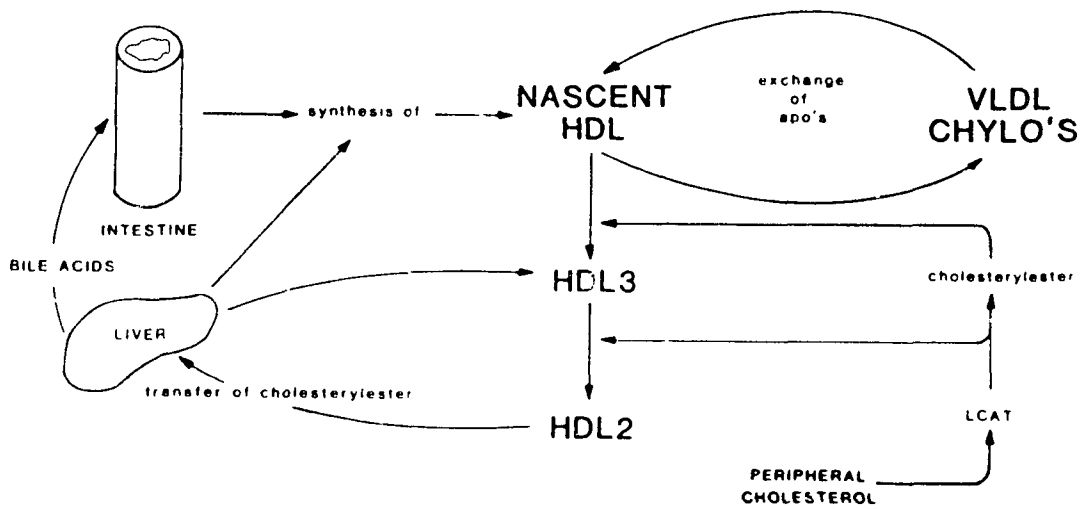 exchange
of
apo's
synthesis of
NASCENT
HDL
VLDL
CHYLO'S
INTESTINE
BILE ACIDS
HDL3
cholesterylester
LIVER
transfer of cholesterylester
HDL2
LCAT
PERIPHERAL
CHOLESTEROL